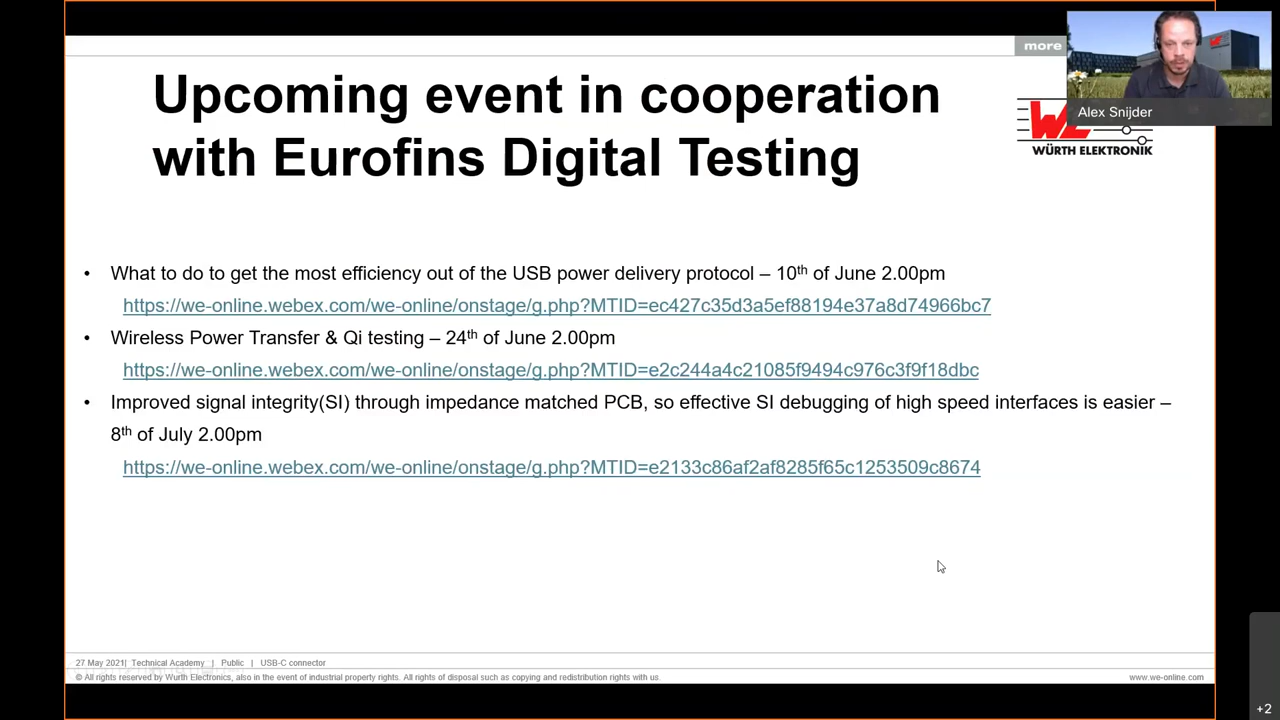 more
Alex Snijder
WE
WÜRTH ELEKTRONIK
Upcoming event in cooperation
with Eurofins Digital Testing
• What to do to get the most efficiency out of the USB power delivery protocol – 10th of June 2.00pm
https://we-online.webex.com/we-online/onstage/g.php?MTID=ec427c35d3a5ef88194e37a8d74966bc7
• Wireless Power Transfer & Qi testing – 24th of June 2.00pm
https://we-online.webex.com/we-online/onstage/g.php?MTID=e2c244a4c21085f9494c976c3f9f18dbc
• Improved signal integrity(SI) through impedance matched PCB, so effective SI debugging of high speed interfaces is easier –
8th of July 2.00pm
https://we-online.webex.com/we-online/onstage/g.php?MTID=e2133c86af2af8285f65c1253509c8674
27 May 2021| Technical Academy | Public | USB-C connector
© All rights reserved by Wurth Electronics, also in the event of industrial property rights. All rights of disposal such as copying and redistribution rights with us.
www.we-online.com
+2